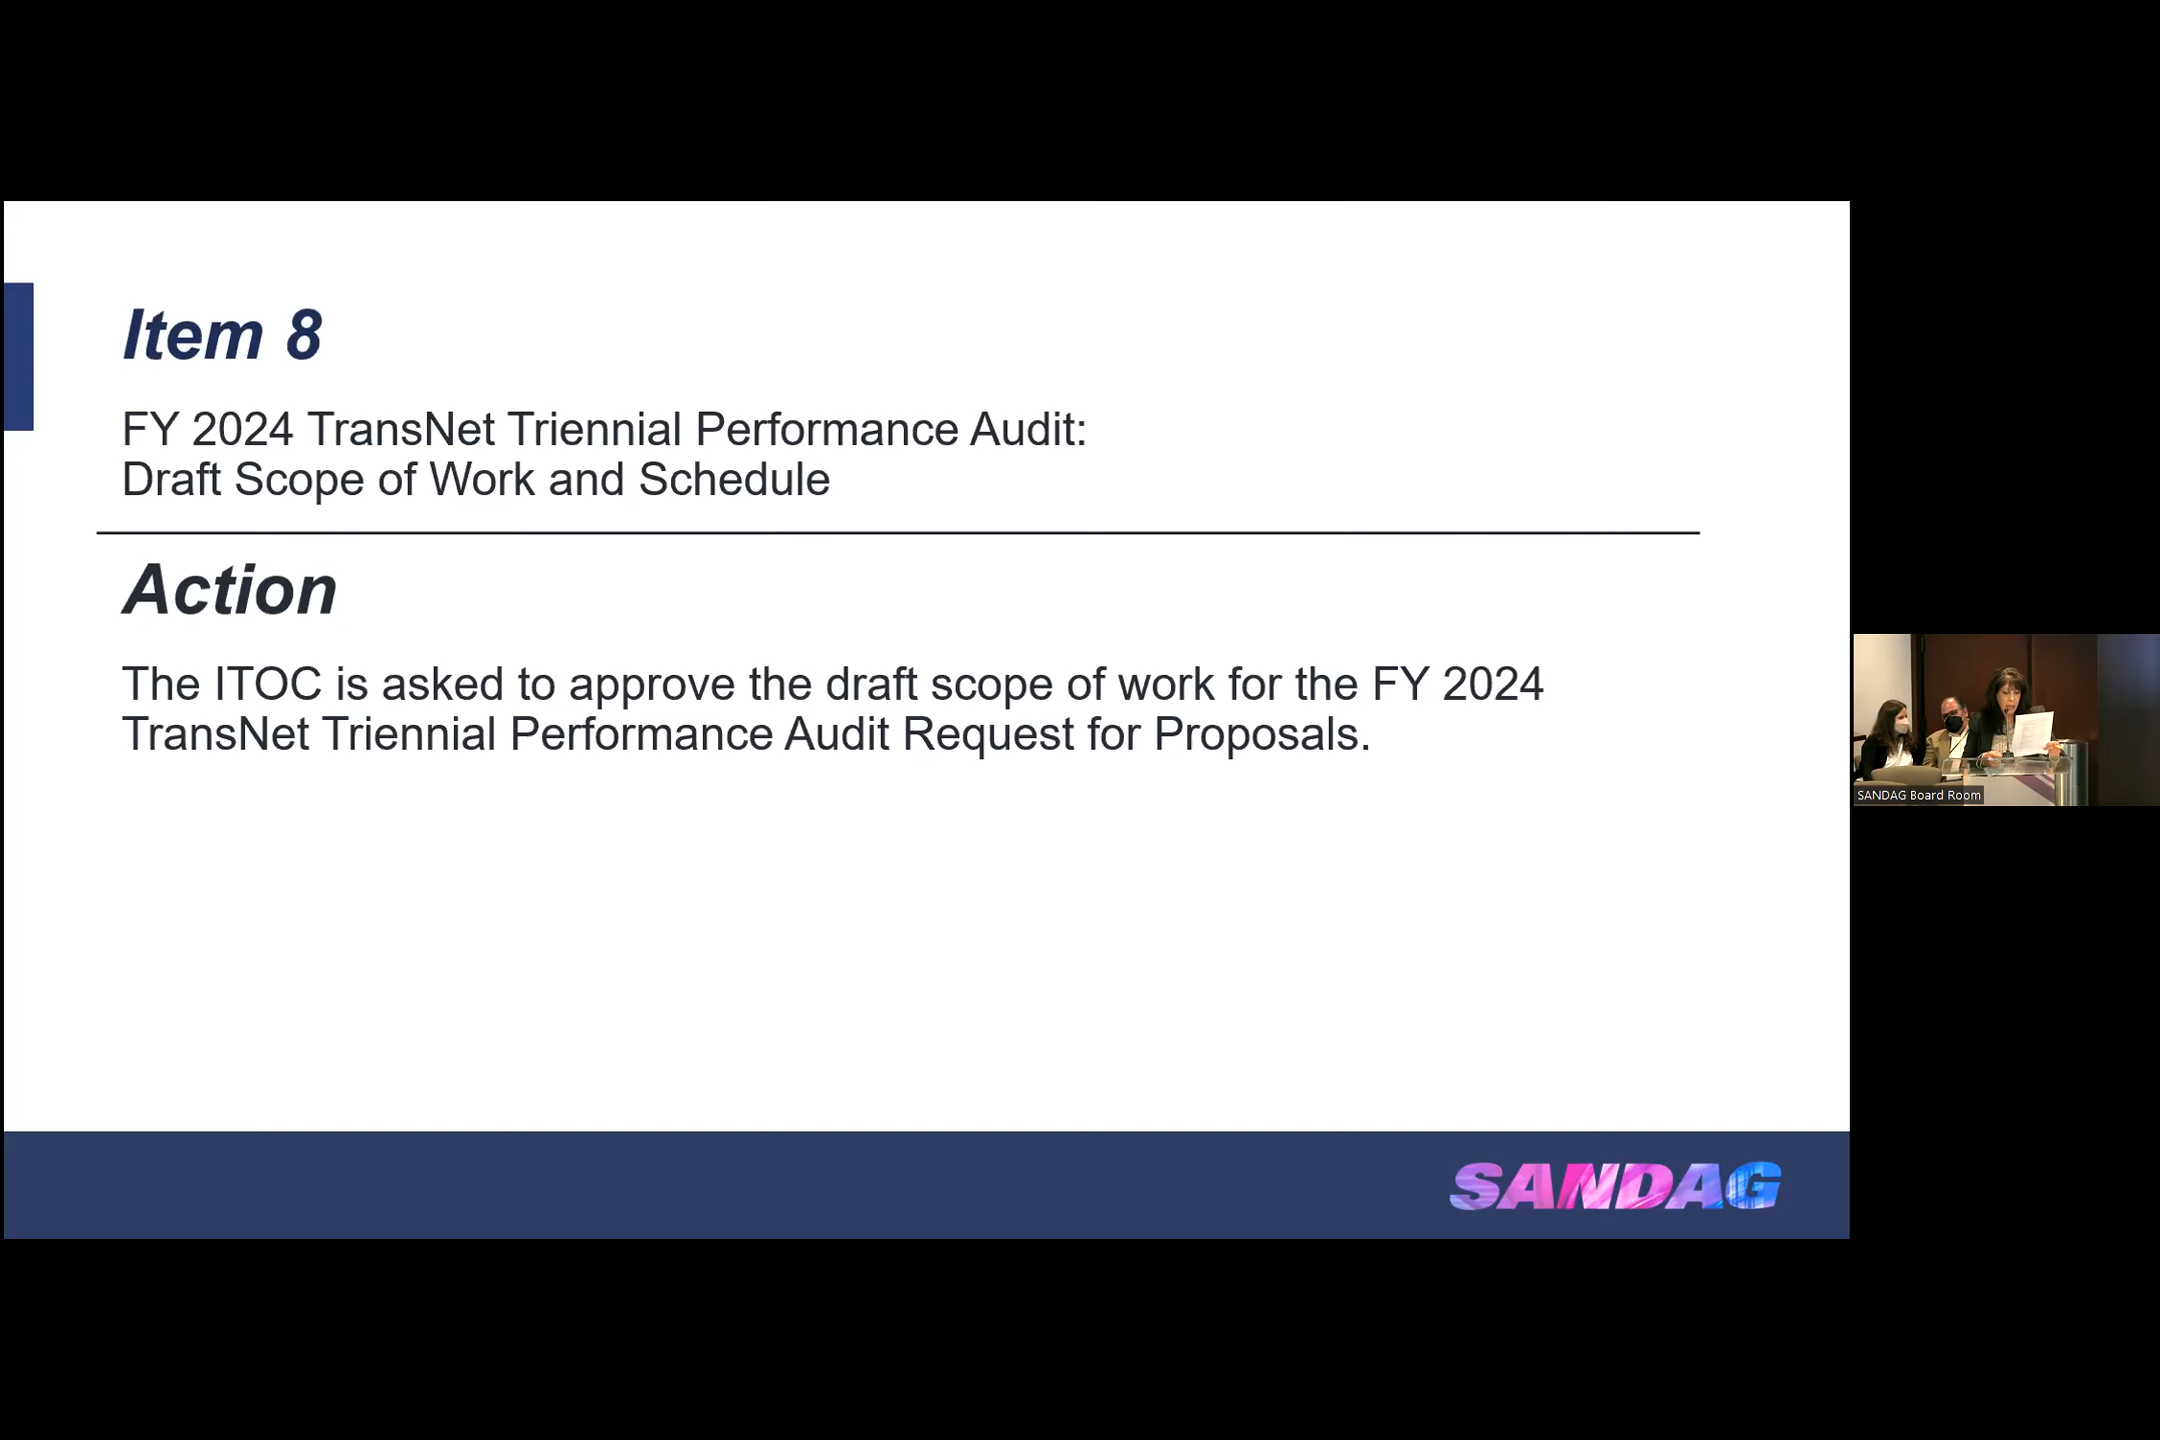 Item 8
FY 2024 TransNet Triennial Performance Audit:
Draft Scope of Work and Schedule
Action
The ITOC is asked to approve the draft scope of work for the FY 2024
TransNet Triennial Performance Audit Request for Proposals.
SANDAG Board Room
SANDAG